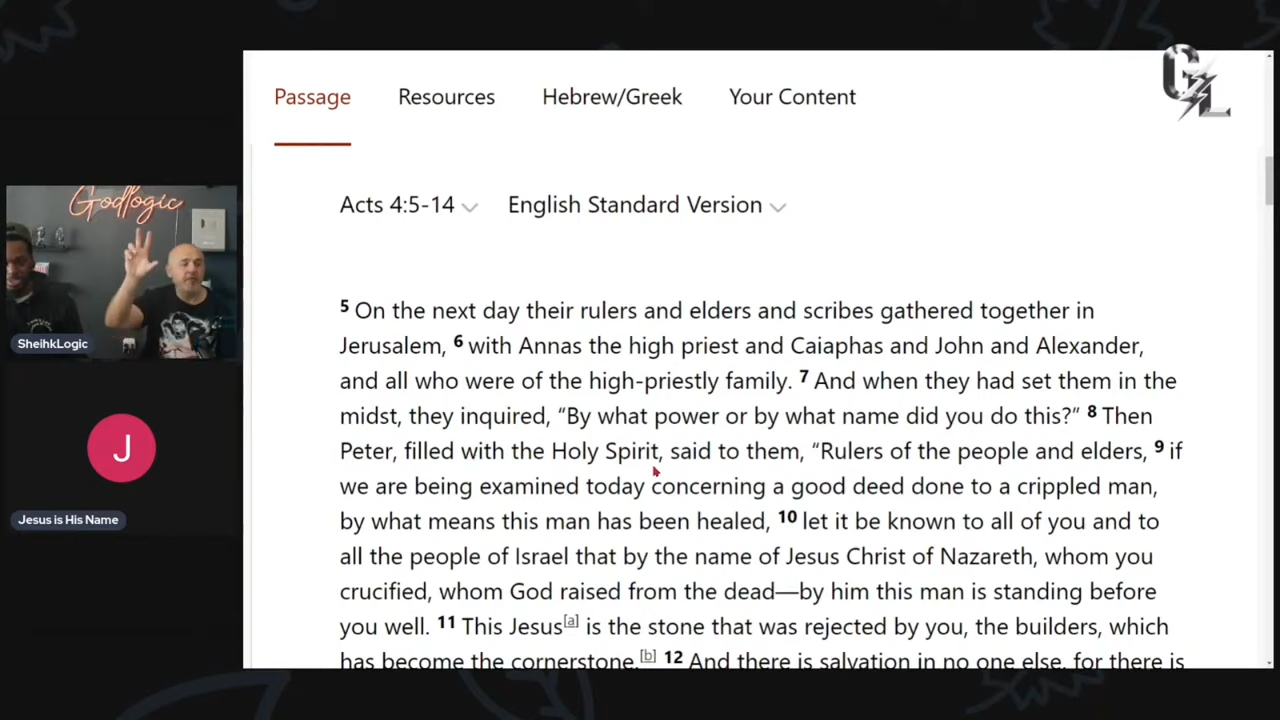 Passage Resources Hebrew/Greek Your Content
GL
Acts 4:5-14 English Standard Version
Godlogic
SheihkLogic
J
Jesus is His Name
5 On the next day their rulers and elders and scribes gathered together in
Jerusalem, 6 with Annas the high priest and Caiaphas and John and Alexander,
and all who were of the high-priestly family. 7 And when they had set them in the
midst, they inquired, “By what power or by what name did you do this?” 8 Then
Peter, filled with the Holy Spirit, said to them, “Rulers of the people and elders, 9 if
we are being examined today concerning a good deed done to a crippled man,
by what means this man has been healed, 10 let it be known to all of you and to
all the people of Israel that by the name of Jesus Christ of Nazareth, whom you
crucified, whom God raised from the dead—by him this man is standing before
you well. 11 This Jesus[a] is the stone that was rejected by you, the builders, which
has become the cornerstone.[b] 12 And there is salvation in no one else, for there is